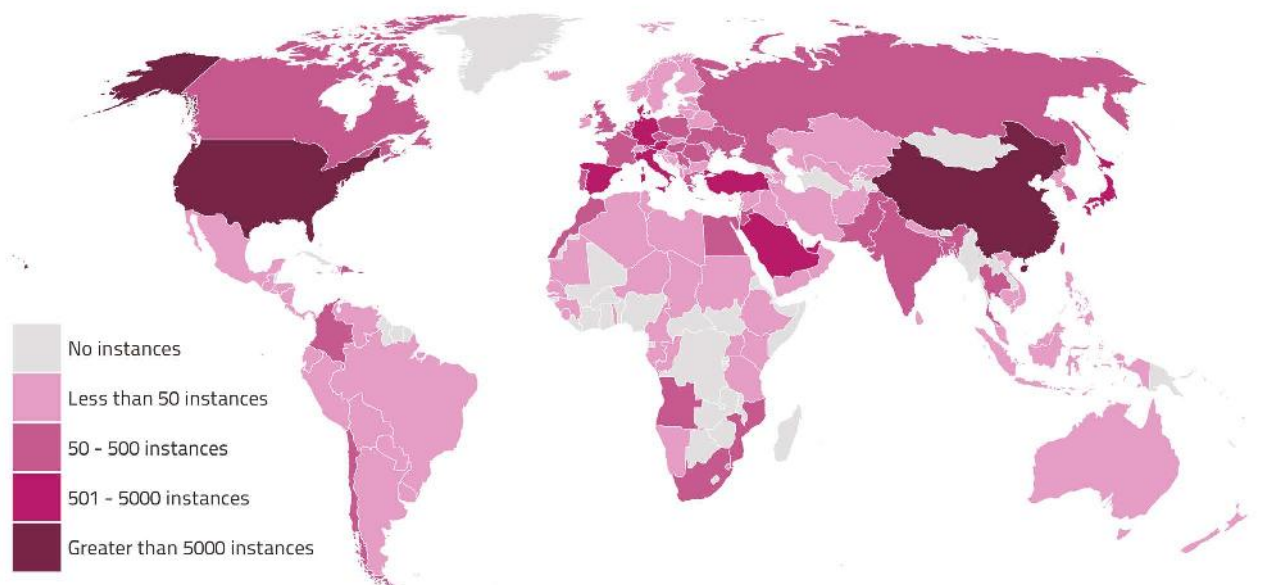 No instances
Less than 50 instances
50 - 500 instances
501 - 5000 instances
Greater than 5000 instances